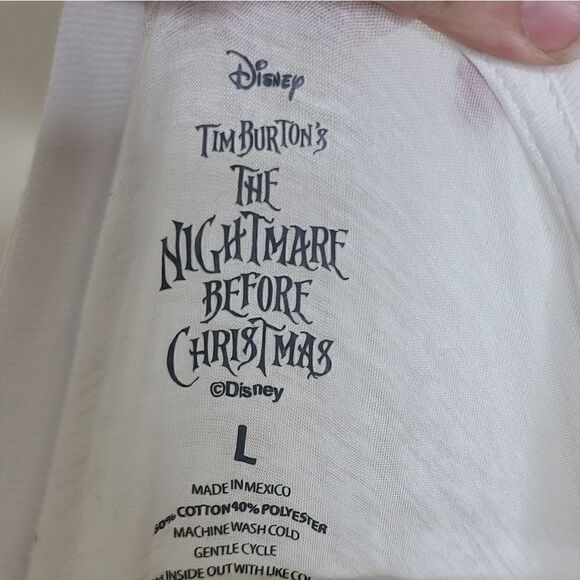 Disney
TIM BURTON'S
THE
NIGHTMARE
BEFORE
CHRISTMAS
©Disney
L
MADE IN MEXICO
60% COTTON 40% POLYESTER
MACHINE WASH COLD
GENTLE CYCLE
INSIDE OUT WITH LIKE